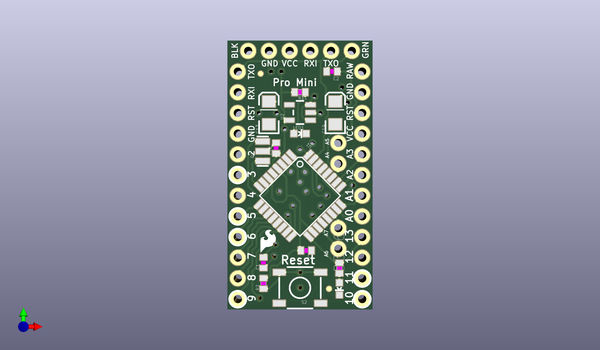 BLK
GRN
GND VCC RXI TXO
TXO
RXI
RST
GND
2
3
4
5
6
7
8
9
Pro Mini
RAW
GND
RST
VCC
A3
A2
A1
A0
13
12
11
10
A6
Reset